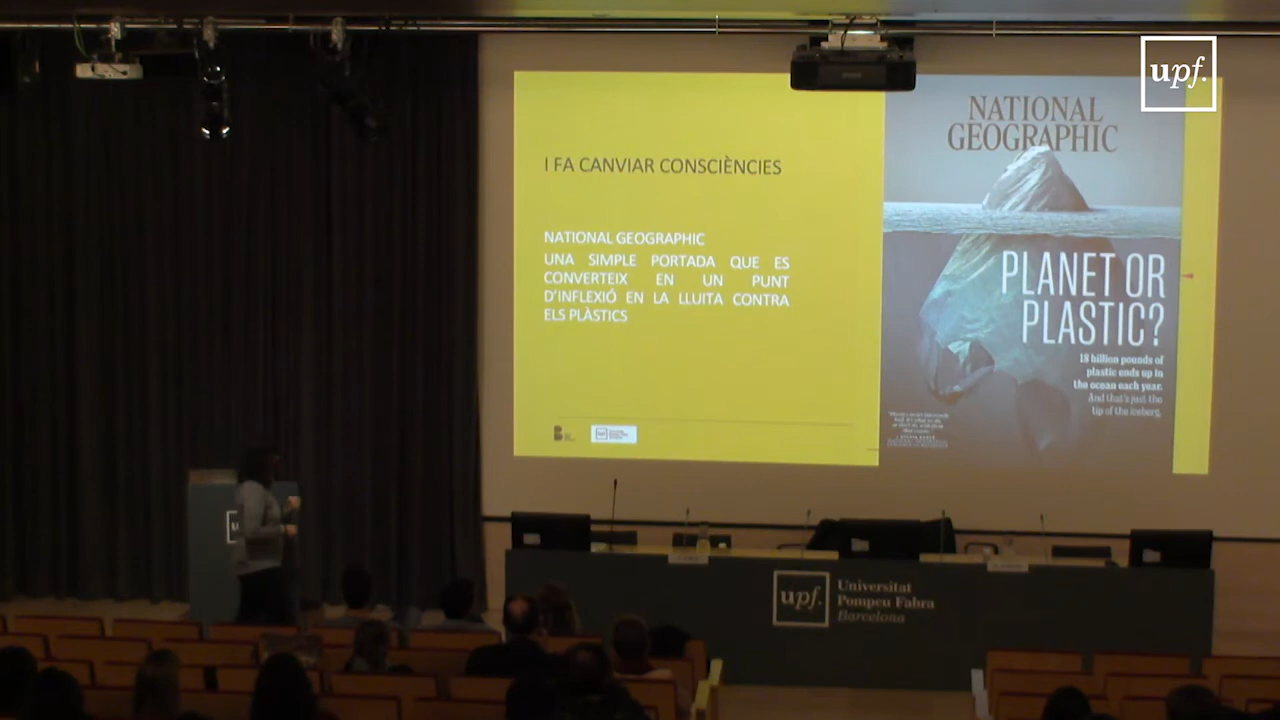 upf.
NATIONAL
GEOGRAPHIC
I FA CANVIAR CONSCIÈNCIES
NATIONAL GEOGRAPHIC
UNA SIMPLE PORTADA QUE ES
CONVERTEIX EN UN PUNT
D'INFLEXIÓ EN LA LLUITA CONTRA
ELS PLÀSTICS
PLANET OR
PLASTIC?
18 billion pounds of
plastic ends up in
the ocean each year.
And that's just the
tip of the iceberg.
upf.
Universitat
Pompeu Fabra
Barcelona